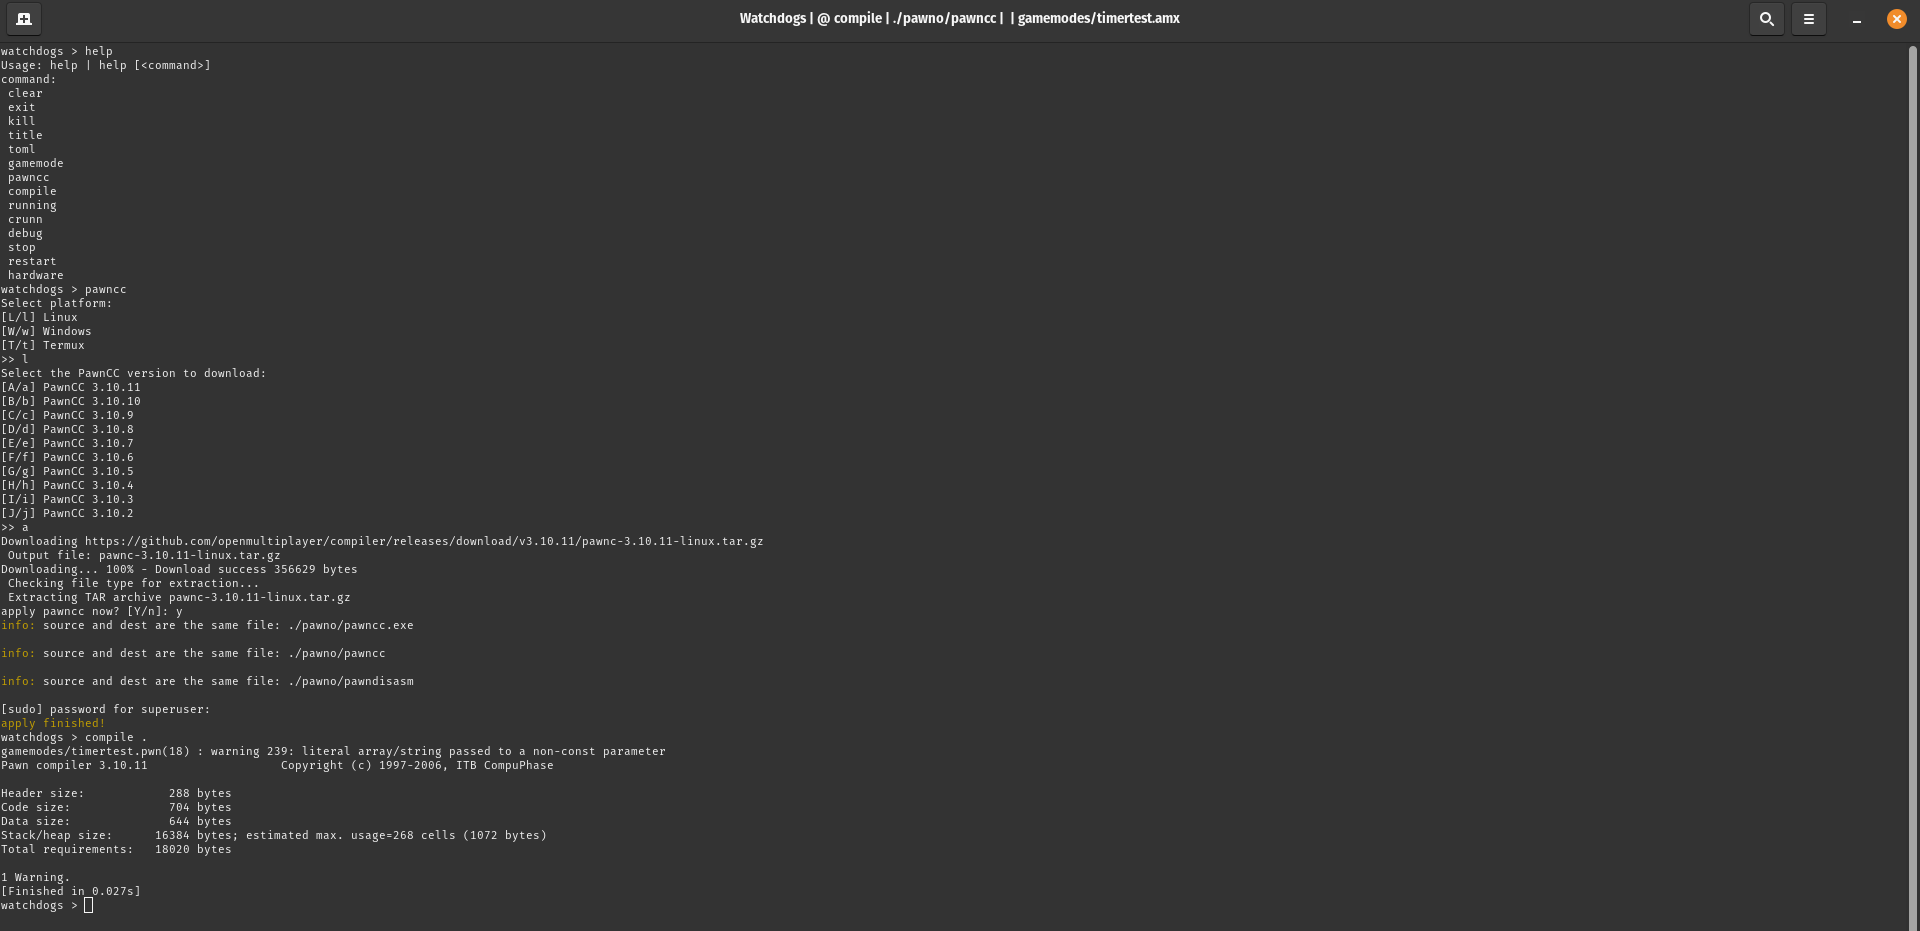 Watchdogs | @ compile | ./pawno/pawncc |  | gamemodes/timertest.amx
watchdogs > help
Usage: help | help [<command>]
command:
 clear
 exit
 kill
 title
 toml
 gamemode
 pawncc
 compile
 running
 crunn
 debug
 stop
 restart
 hardware
watchdogs > pawncc
Select platform:
[L/l] Linux
[W/w] Windows
[T/t] Termux
>> l
Select the PawnCC version to download:
[A/a] PawnCC 3.10.11
[B/b] PawnCC 3.10.10
[C/c] PawnCC 3.10.9
[D/d] PawnCC 3.10.8
[E/e] PawnCC 3.10.7
[F/f] PawnCC 3.10.6
[G/g] PawnCC 3.10.5
[H/h] PawnCC 3.10.4
[I/i] PawnCC 3.10.3
[J/j] PawnCC 3.10.2
>> a
Downloading https://github.com/openmultiplayer/compiler/releases/download/v3.10.11/pawnc-3.10.11-linux.tar.gz
 Output file: pawnc-3.10.11-linux.tar.gz
Downloading... 100% - Download success 356629 bytes
 Checking file type for extraction...
 Extracting TAR archive pawnc-3.10.11-linux.tar.gz
apply pawncc now? [Y/n]: y
info: source and dest are the same file: ./pawno/pawncc.exe
info: source and dest are the same file: ./pawno/pawncc
info: source and dest are the same file: ./pawno/pawndisasm
[sudo] password for superuser:
apply finished!
watchdogs > compile .
gamemodes/timertest.pwn(18) : warning 239: literal array/string passed to a non-const parameter
Pawn compiler 3.10.11                   Copyright (c) 1997-2006, ITB CompuPhase
Header size:            288 bytes
Code size:              704 bytes
Data size:              644 bytes
Stack/heap size:      16384 bytes; estimated max. usage=268 cells (1072 bytes)
Total requirements:   18020 bytes
1 Warning.
[Finished in 0.027s]
watchdogs >